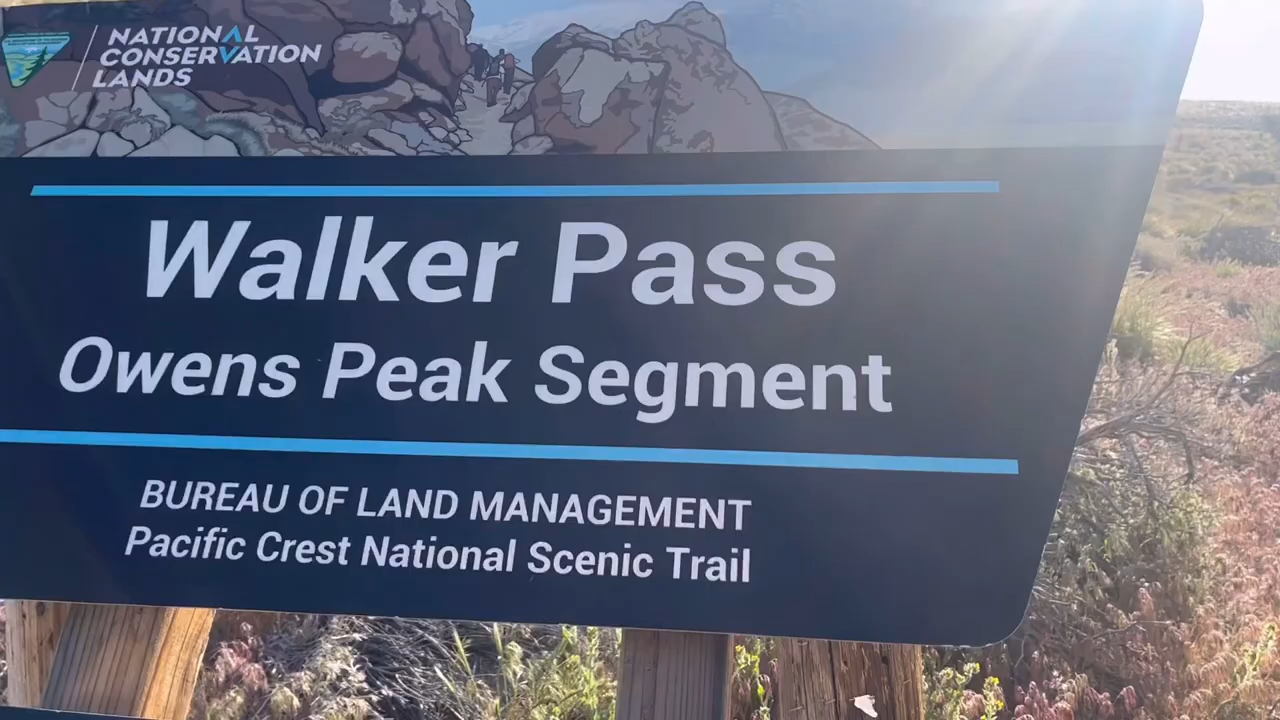 NATIONAL
CONSERVATION
LANDS
Walker Pass
Owens Peak Segment
BUREAU OF LAND MANAGEMENT
Pacific Crest National Scenic Trail